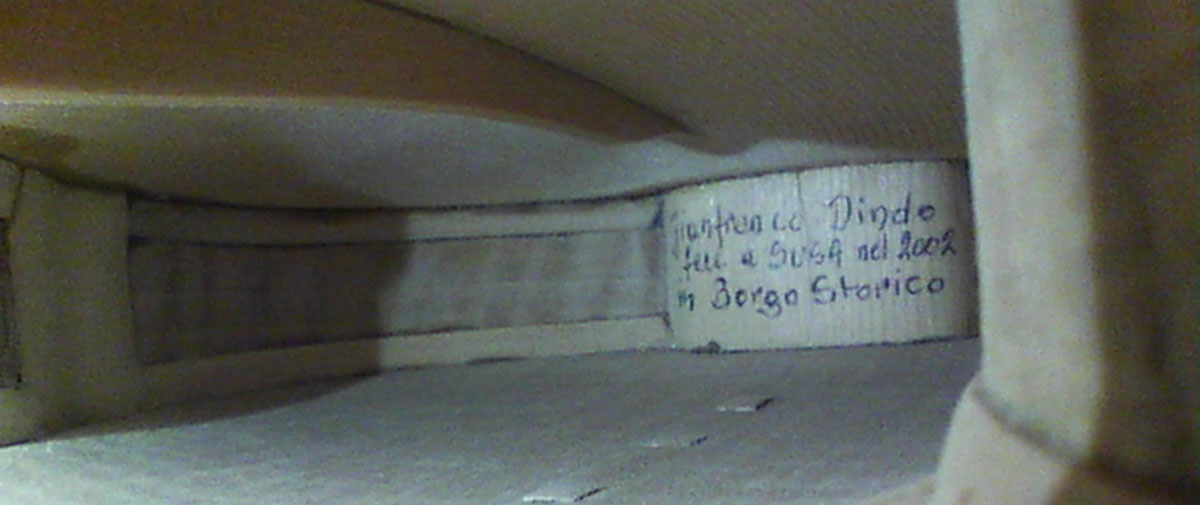 Gianfranco Dindo
fece a SUSA nel 2002
in Borgo Storico